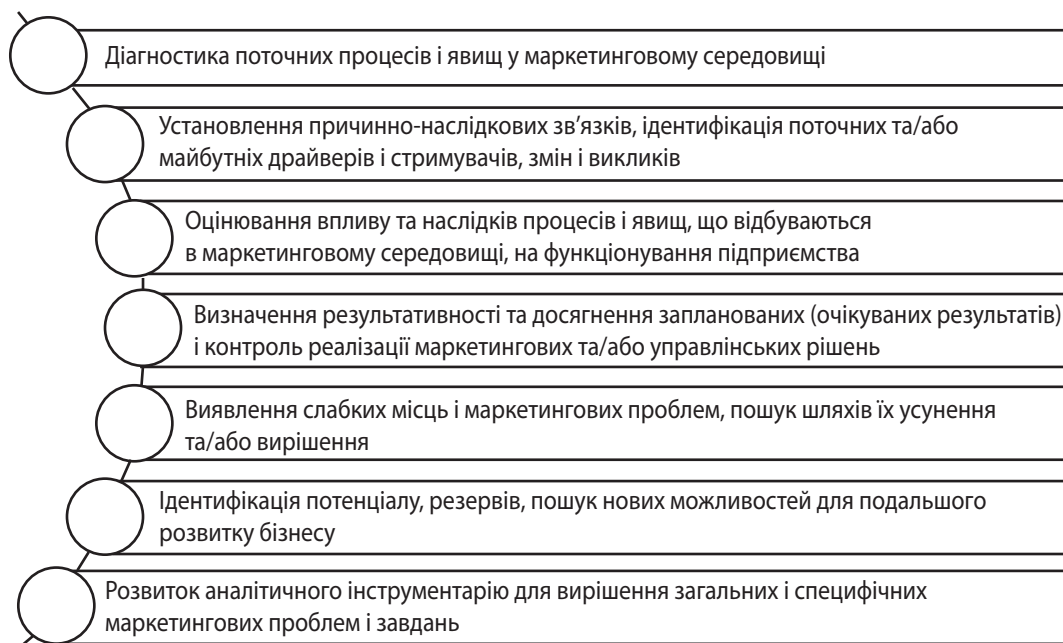 Діагностика поточних процесів і явищ у маркетинговому середовищі
Установлення причинно-наслідкових зв’язків, ідентифікація поточних та/або
майбутніх драйверів і стримувачів, змін і викликів
Оцінювання впливу та наслідків процесів і явищ, що відбуваються
в маркетинговому середовищі, на функціонування підприємства
Визначення результативності та досягнення запланованих (очікуваних результатів)
і контроль реалізації маркетингових та/або управлінських рішень
Виявлення слабких місць і маркетингових проблем, пошук шляхів їх усунення
та/або вирішення
Ідентифікація потенціалу, резервів, пошук нових можливостей для подальшого
розвитку бізнесу
Розвиток аналітичного інструментарію для вирішення загальних і специфічних
маркетингових проблем і завдань